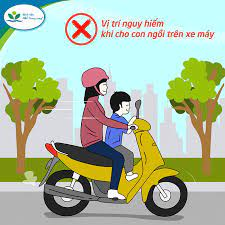 Vị trí nguy hiểm
khi cho con ngồi trên xe máy